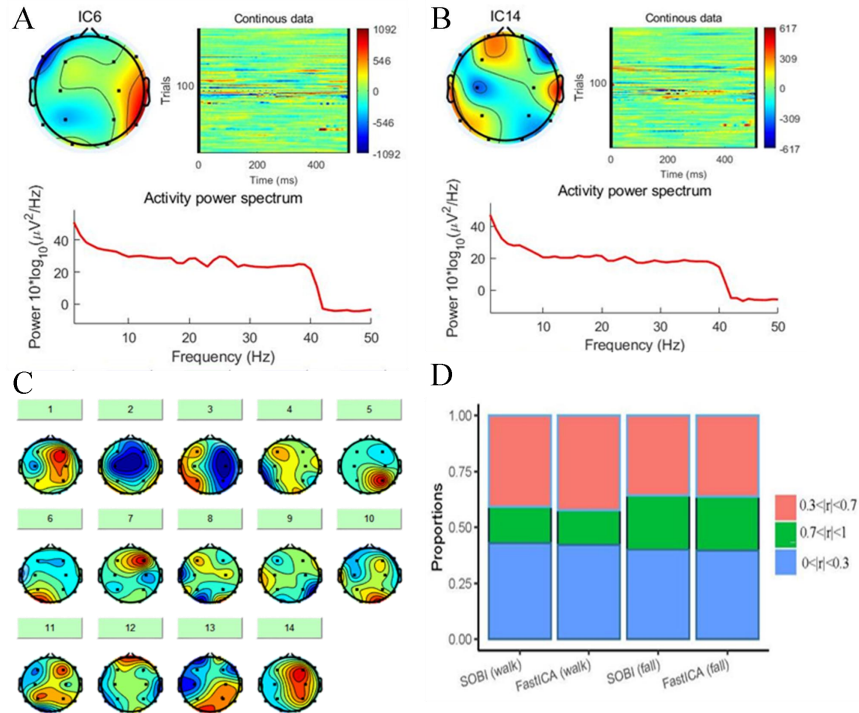 A
IC6
Continous data
Trials
100
0
200
400
Time (ms)
1092
546
0
-546
-1092
Activity power spectrum
Power 10*log10(μV2/Hz)
40
20
0
10
20
30
40
50
Frequency (Hz)
B
IC14
Continous data
Trials
100
0
200
400
Time (ms)
617
309
0
-309
-617
Activity power spectrum
Power 10*log10(μV2/Hz)
40
20
0
10
20
30
40
50
Frequency (Hz)
C
1 2 3 4 5
6 7 8 9 10
11 12 13 14
D
Proportions
1.00
0.75
0.50
0.25
0.00
SOBI (walk)
FastICA (walk)
SOBI (fall)
FastICA (fall)
0.3<|r|<0.7
0.7<|r|<1
0<|r|<0.3